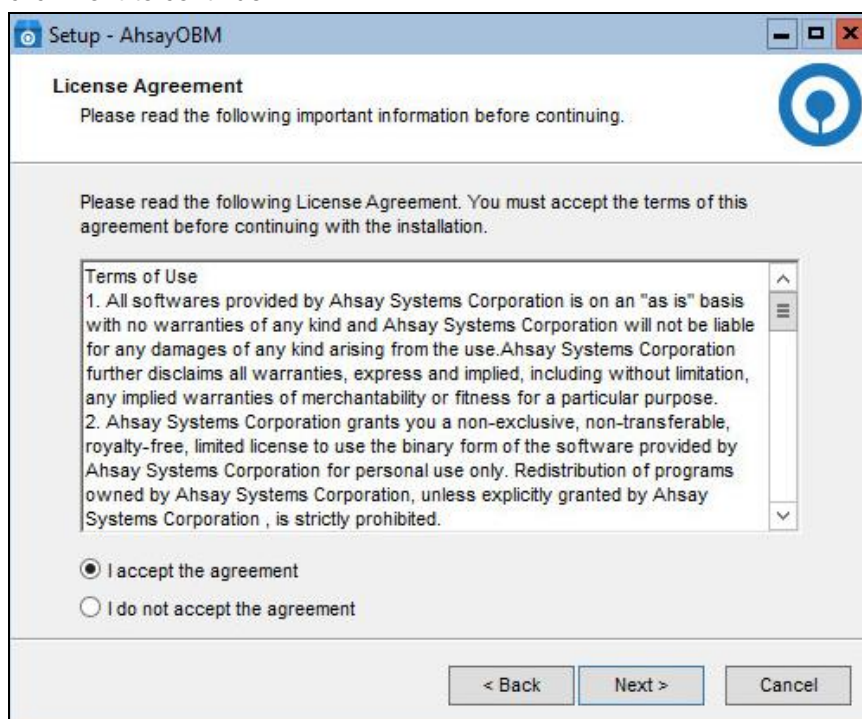 Setup - AhsayOBM
License Agreement
Please read the following important information before continuing.
Please read the following License Agreement. You must accept the terms of this
agreement before continuing with the installation.
Terms of Use
1. All softwares provided by Ahsay Systems Corporation is on an "as is" basis
with no warranties of any kind and Ahsay Systems Corporation will not be liable
for any damages of any kind arising from the use.Ahsay Systems Corporation
further disclaims all warranties, express and implied, including without limitation,
any implied warranties of merchantability or fitness for a particular purpose.
2. Ahsay Systems Corporation grants you a non-exclusive, non-transferable,
royalty-free, limited license to use the binary form of the software provided by
Ahsay Systems Corporation for personal use only. Redistribution of programs
owned by Ahsay Systems Corporation, unless explicitly granted by Ahsay
Systems Corporation , is strictly prohibited.
I accept the agreement
I do not accept the agreement
< Back
Next >
Cancel